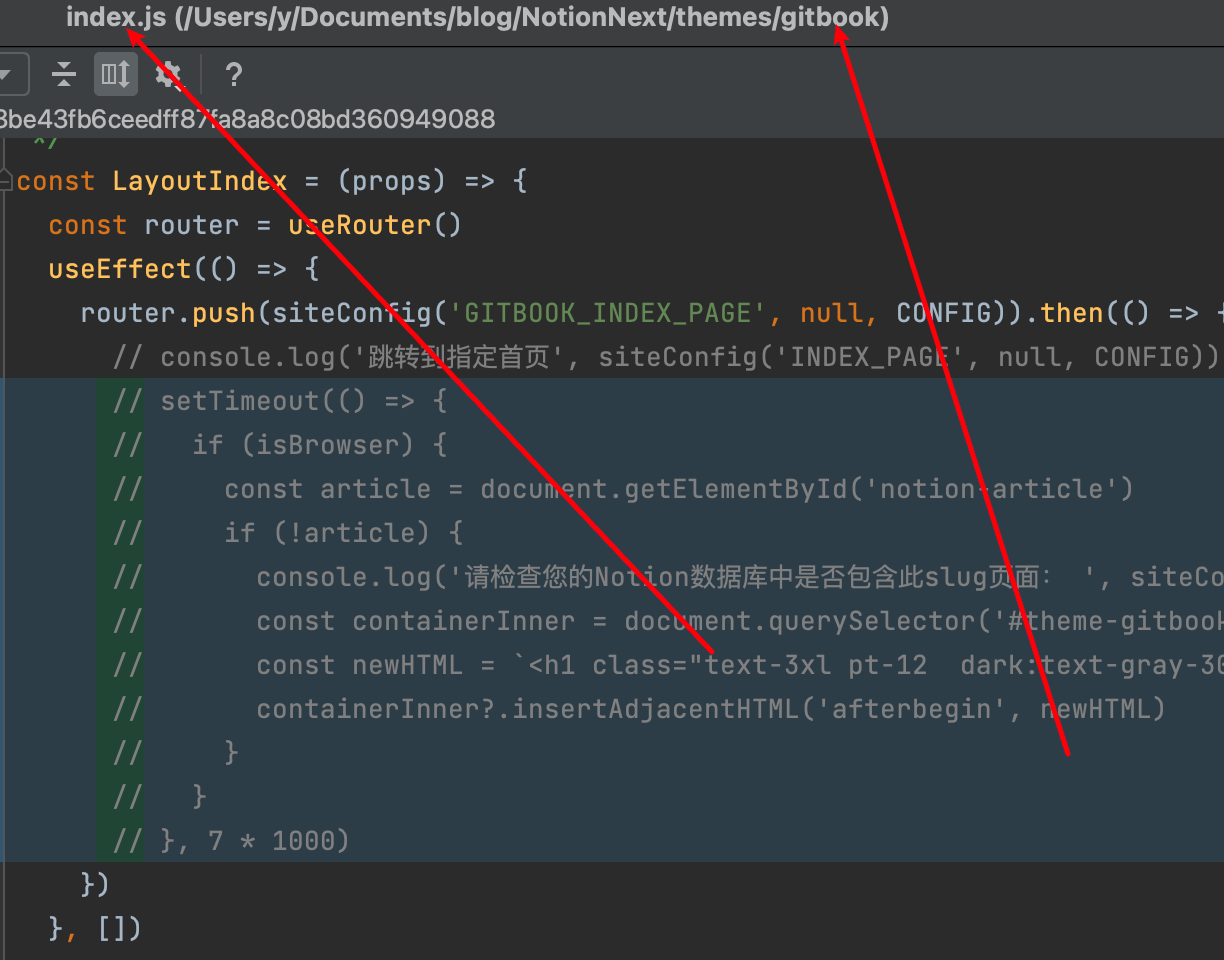 index.js (/Users/y/Documents/blog/NotionNext/themes/gitbook)
?
3be43fb6ceedff87fa8a8c08bd360949088
*/
const LayoutIndex = (props) => {
const router = useRouter()
useEffect(() => {
router.push(siteConfig('GITBOOK_INDEX_PAGE', null, CONFIG)).then(() => {
// console.log('跳转到指定首页', siteConfig('INDEX_PAGE', null, CONFIG))
// setTimeout(() => {
//   if (isBrowser) {
//     const article = document.getElementById('notion-article')
//     if (!article) {
//       console.log('请检查您的Notion数据库中是否包含此slug页面： ', siteCo
//       const containerInner = document.querySelector('#theme-gitbook
//       const newHTML = `<h1 class="text-3xl pt-12  dark:text-gray-30
//       containerInner?.insertAdjacentHTML('afterbegin', newHTML)
//     }
//   }
// }, 7 * 1000)
})
}, [])